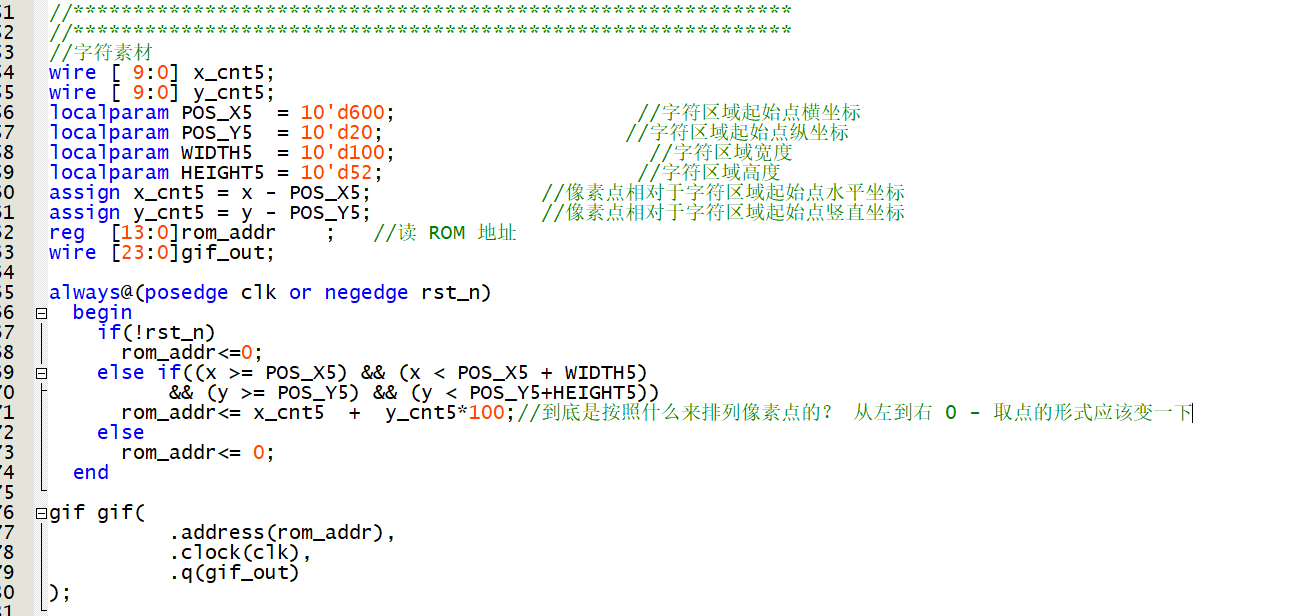 51 //*************************************************************
52 //*************************************************************
53 //字符素材
54 wire [ 9:0] x_cnt5;
55 wire [ 9:0] y_cnt5;
56 localparam POS_X5  = 10'd600;                    //字符区域起始点横坐标
57 localparam POS_Y5  = 10'd20;                    //字符区域起始点纵坐标
58 localparam WIDTH5  = 10'd100;                     //字符区域宽度
59 localparam HEIGHT5 = 10'd52;                     //字符区域高度
60 assign x_cnt5 = x - POS_X5;              //像素点相对于字符区域起始点水平坐标
61 assign y_cnt5 = y - POS_Y5;              //像素点相对于字符区域起始点竖直坐标
62 reg  [13:0]rom_addr    ;   //读 ROM 地址
63 wire [23:0]gif_out;
64
65 always@(posedge clk or negedge rst_n)
66   begin
67     if(!rst_n)
68       rom_addr<=0;
69     else if((x >= POS_X5) && (x < POS_X5 + WIDTH5)
70           && (y >= POS_Y5) && (y < POS_Y5+HEIGHT5))
71       rom_addr<= x_cnt5  +  y_cnt5*100;//到底是按照什么来排列像素点的？ 从左到右 0 - 取点的形式应该变一下
72     else
73       rom_addr<= 0;
74   end
75
76 gif gif(
77           .address(rom_addr),
78           .clock(clk),
79           .q(gif_out)
80 );
81